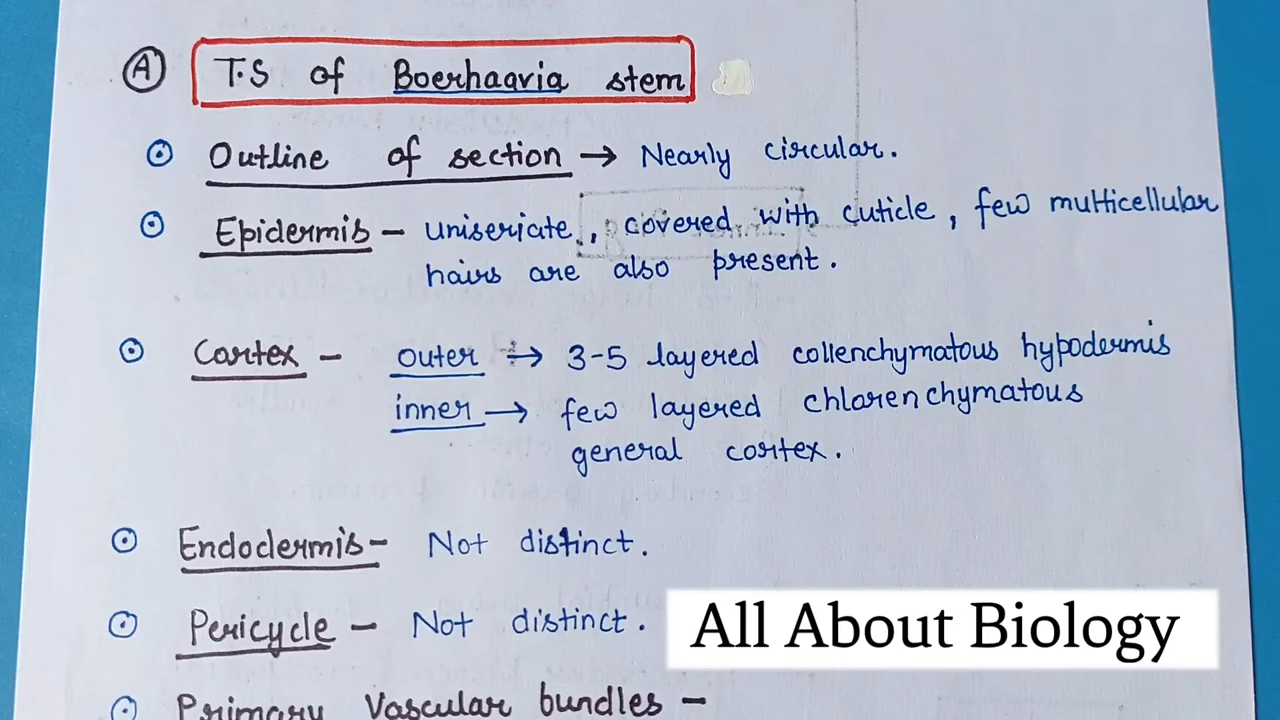 A T.S of Boerhaavia stem
Outline of section → Nearly circular.
Epidermis - uniseriate, covered with cuticle, few multicellular
hairs are also present.
Cortex - outer → 3-5 layered collenchymatous hypodermis
inner → few layered chlorenchymatous
general cortex.
Endodermis - Not distinct.
Pericycle - Not distinct.
All About Biology
Primary Vascular bundles -